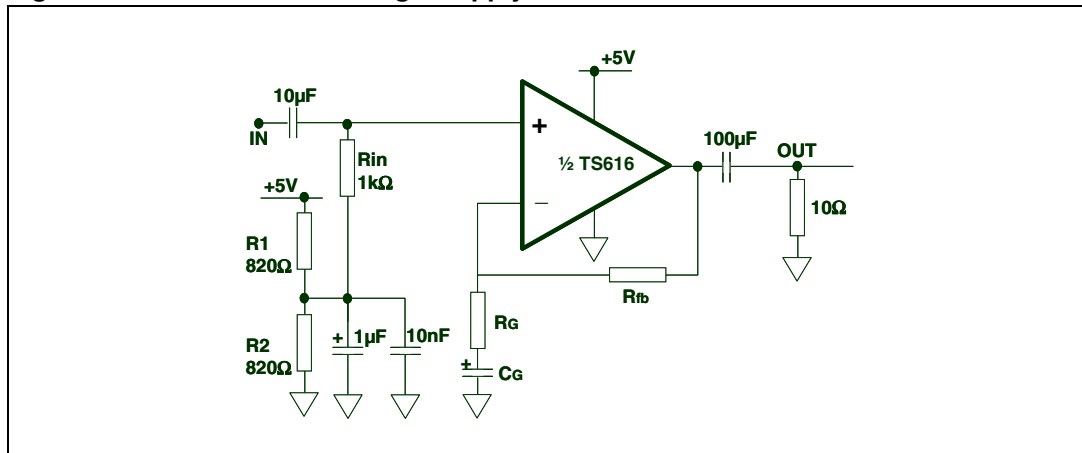 +5V
10µF
IN
+
½ TS616
_
100µF
OUT
10Ω
Rin
1kΩ
+5V
R1
820Ω
Rfb
R2
820Ω
+ 1µF
10nF
RG
+
CG